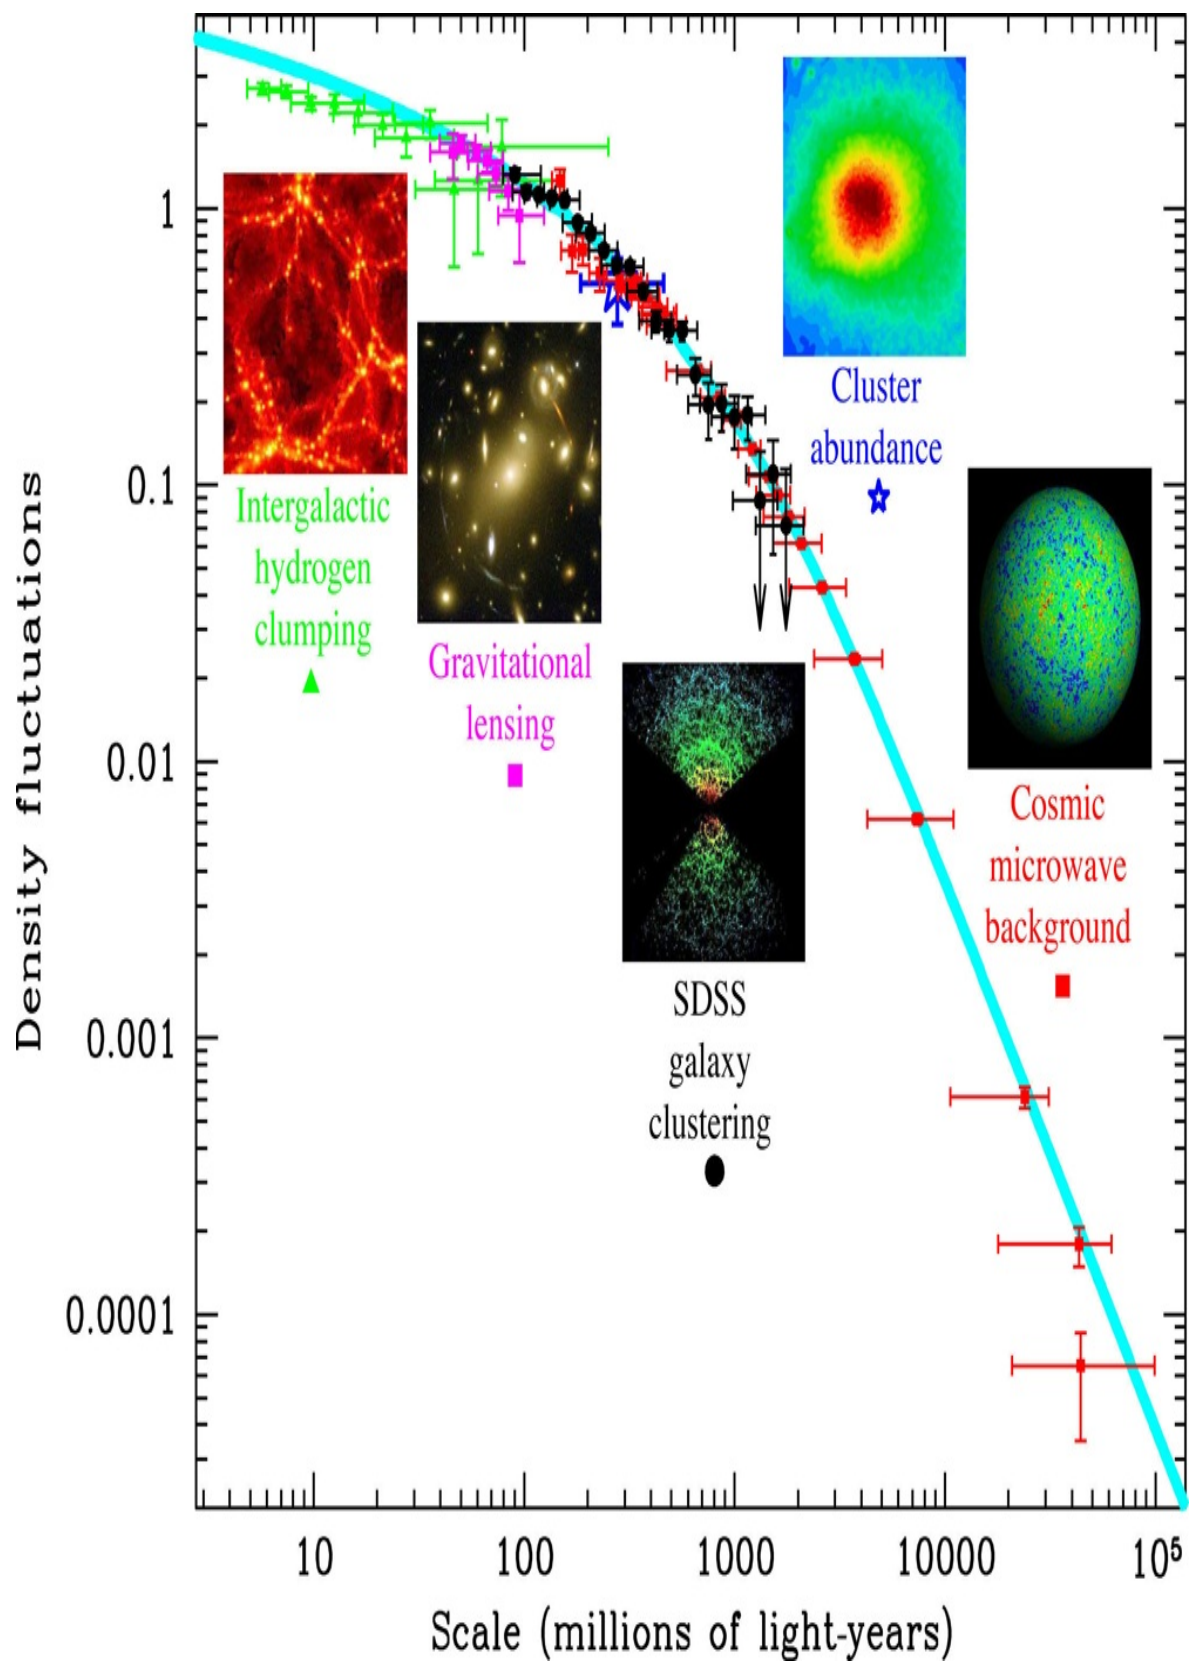 Density fluctuations
1
0.1
0.01
0.001
0.0001
Intergalactic
hydrogen
clumping
Gravitational
lensing
SDSS
galaxy
clustering
Cluster
abundance
Cosmic
microwave
background
10
100
1000
10000
10⁵
Scale (millions of light-years)